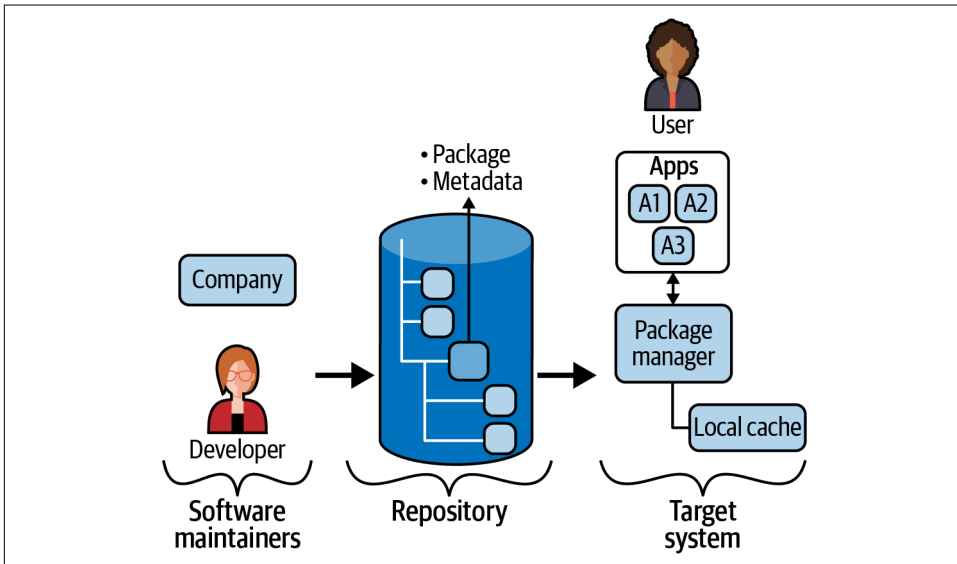 User
• Package
• Metadata
Apps
A1 A2
A3
Company
Package
manager
Local cache
Developer
Software
maintainers
Repository
Target
system